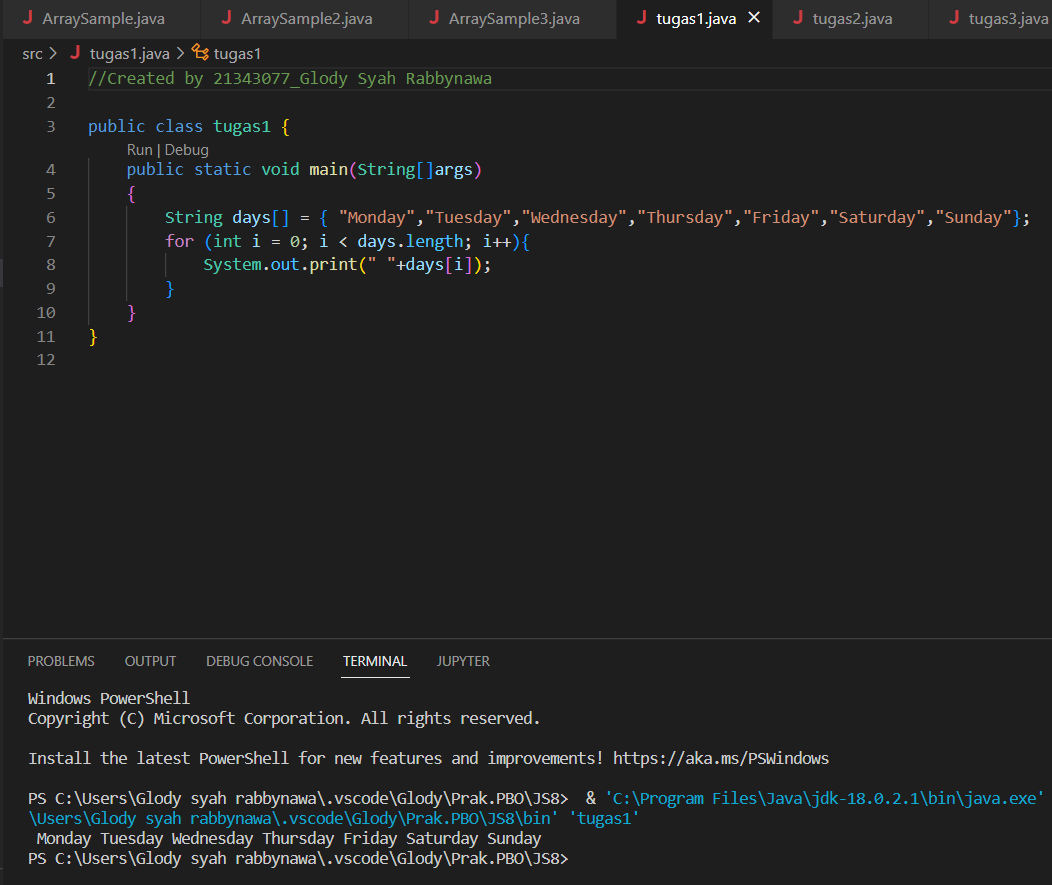 ArraySample.java ArraySample2.java ArraySample3.java tugas1.java tugas2.java tugas3.java
src > tugas1.java > tugas1
1 //Created by 21343077_Glody Syah Rabbynawa
2
3 public class tugas1 {
Run | Debug
4 public static void main(String[]args)
5 {
6 String days[] = { "Monday","Tuesday","Wednesday","Thursday","Friday","Saturday","Sunday"};
7 for (int i = 0; i < days.length; i++){
8 System.out.print(" "+days[i]);
9 }
10 }
11 }
12
PROBLEMS OUTPUT DEBUG CONSOLE TERMINAL JUPYTER
Windows PowerShell
Copyright (C) Microsoft Corporation. All rights reserved.
Install the latest PowerShell for new features and improvements! https://aka.ms/PSWindows
PS C:\Users\Glody syah rabbynawa\.vscode\Glody\Prak.PBO\JS8> & 'C:\Program Files\Java\jdk-18.0.2.1\bin\java.exe'
\Users\Glody syah rabbynawa\.vscode\Glody\Prak.PBO\JS8\bin' 'tugas1'
Monday Tuesday Wednesday Thursday Friday Saturday Sunday
PS C:\Users\Glody syah rabbynawa\.vscode\Glody\Prak.PBO\JS8>